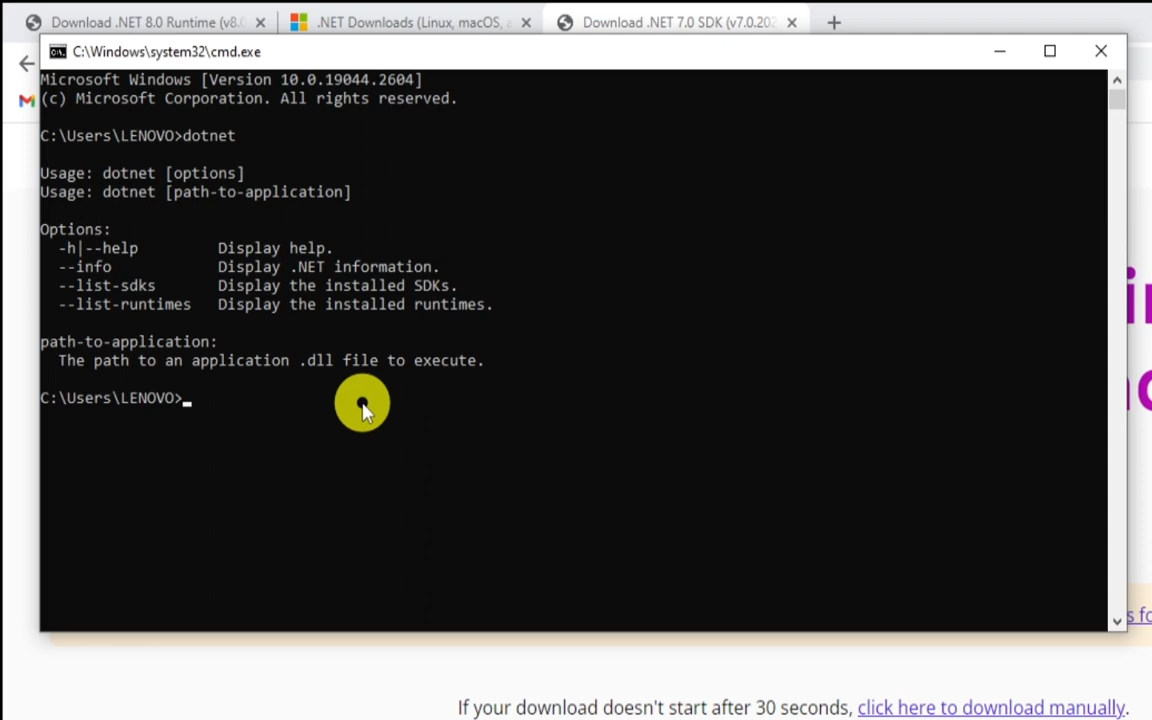 Download .NET 8.0 Runtime (v8.0
.NET Downloads (Linux, macOS, a
Download .NET 7.0 SDK (v7.0.202
C:\Windows\system32\cmd.exe
Microsoft Windows [Version 10.0.19044.2604]
(c) Microsoft Corporation. All rights reserved.
C:\Users\LENOVO>dotnet
Usage: dotnet [options]
Usage: dotnet [path-to-application]
Options:
-h|--help Display help.
--info Display .NET information.
--list-sdks Display the installed SDKs.
--list-runtimes Display the installed runtimes.
path-to-application:
The path to an application .dll file to execute.
C:\Users\LENOVO>
If your download doesn't start after 30 seconds, click here to download manually.